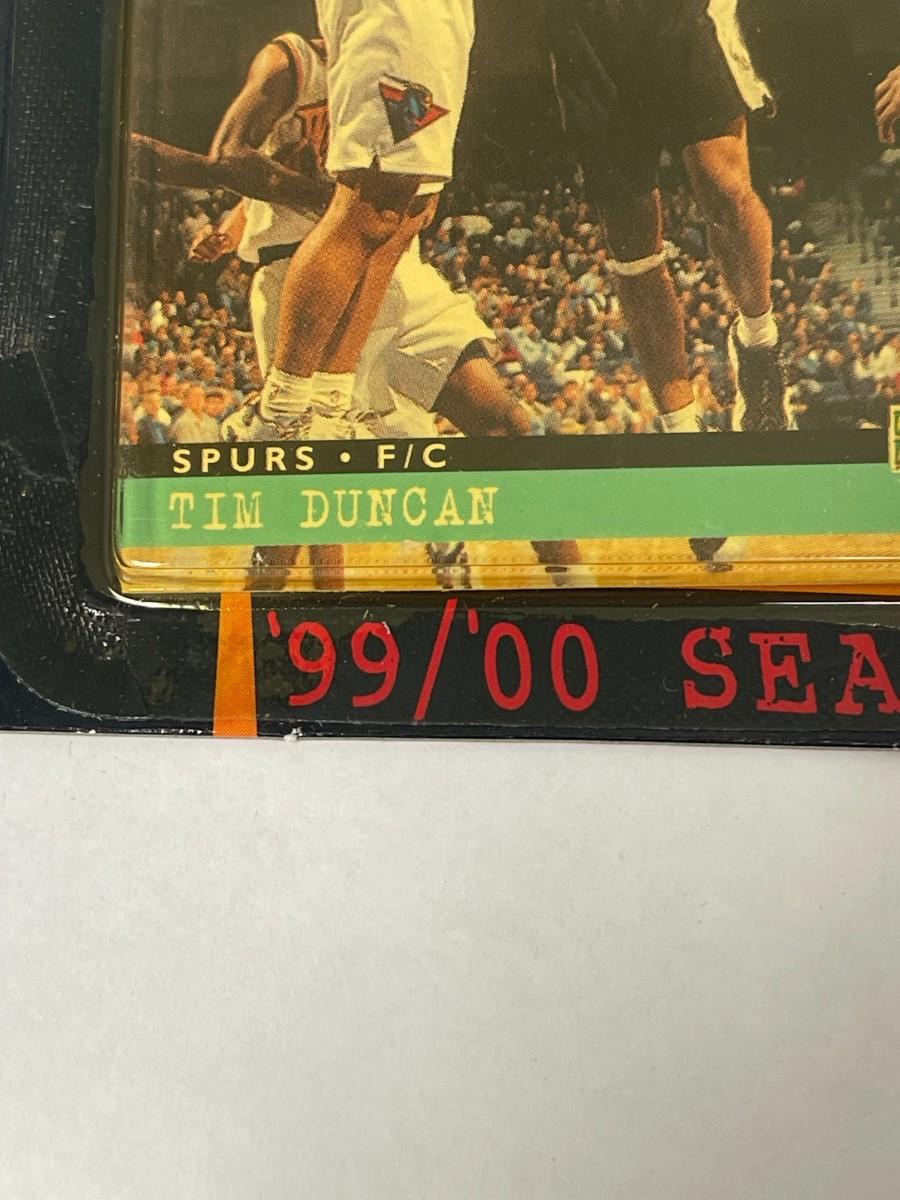 SPURS • F/C
TIM DUNCAN
'99/'00 SEA